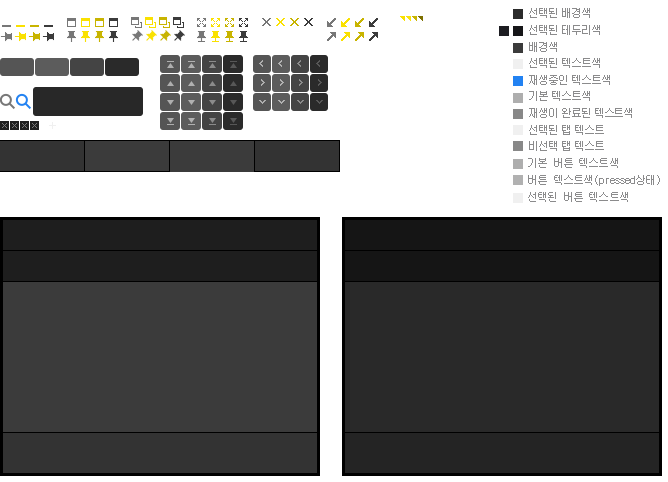 선택된 배경색
선택된 테두리색
배경색
선택된 텍스트색
재생중인 텍스트색
기본 텍스트색
재생이 완료된 텍스트색
선택된 탭 텍스트
비선택 탭 텍스트
기본 버튼 텍스트색
버튼 텍스트색(pressed상태)
선택된 버튼 텍스트색